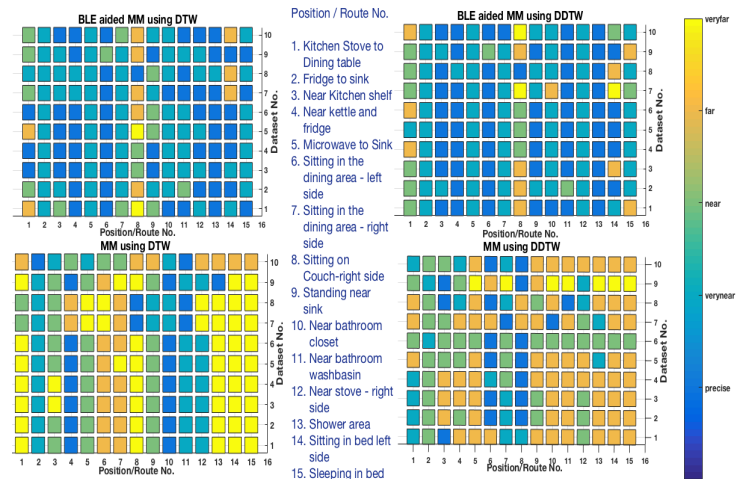 BLE aided MM using DTW
10
9
8
7
6
5
4
3
2
1
Dataset No.
1 2 3 4 5 6 7 8 9 10 11 12 13 14 15 16
Position/Route No.
Position / Route No.
1. Kitchen Stove to
Dining table
2. Fridge to sink
3. Near Kitchen shelf
4. Near kettle and
fridge
5. Microwave to Sink
6. Sitting in the
dining area - left
side
7. Sitting in the
dining area - right
side
8. Sitting on
Couch-right side
9. Standing near
sink
10. Near bathroom
closet
11. Near bathroom
washbasin
12. Near stove - right
side
13. Shower area
14. Sitting in bed left
side
15. Sleeping in bed
BLE aided MM using DDTW
10
9
8
7
6
5
4
3
2
1
Dataset No.
1 2 3 4 5 6 7 8 9 10 11 12 13 14 15 16
Position/Route No.
MM using DTW
10
9
8
7
6
5
4
3
2
1
Dataset No.
1 2 3 4 5 6 7 8 9 10 11 12 13 14 15 16
Position/Route No.
MM using DDTW
10
9
8
7
6
5
4
3
2
1
Dataset No.
1 2 3 4 5 6 7 8 9 10 11 12 13 14 15 16
Position/Route No.
veryfar
far
near
verynear
precise